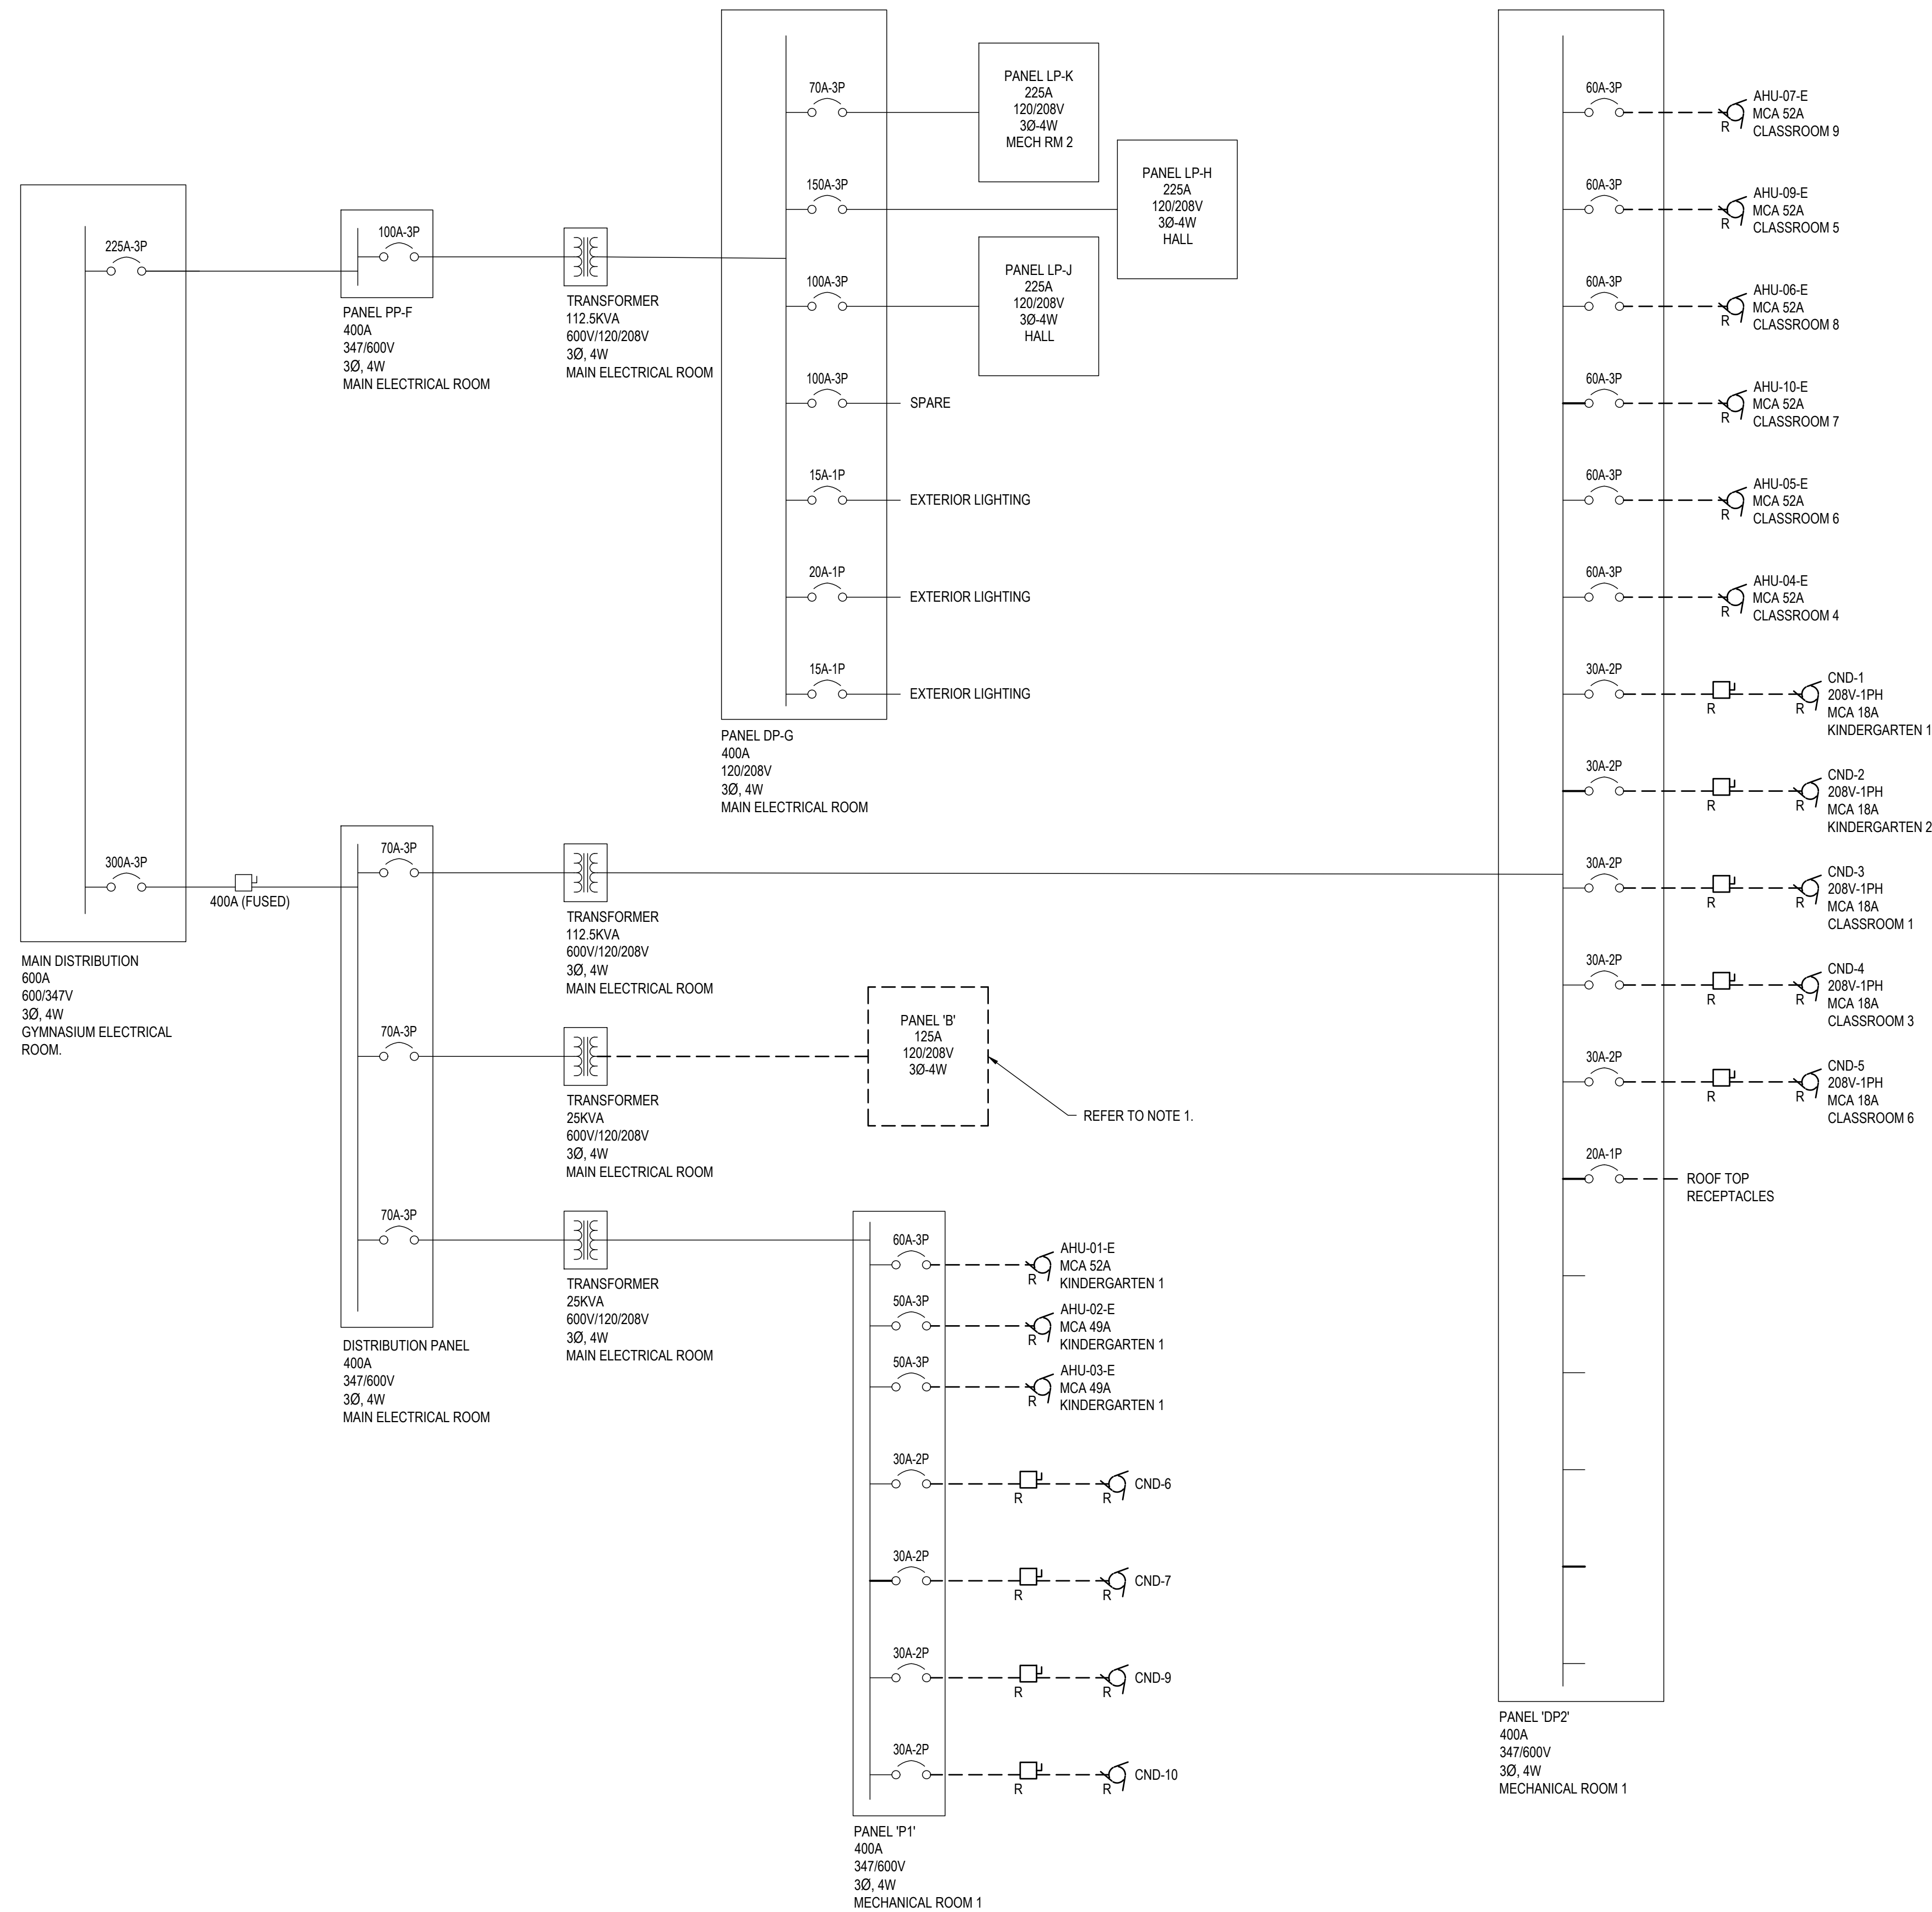 225A-3P
300A-3P
400A (FUSED)
MAIN DISTRIBUTION
600A
600/347V
3Ø, 4W
GYMNASIUM ELECTRICAL
ROOM.
100A-3P
PANEL PP-F
400A
347/600V
3Ø, 4W
MAIN ELECTRICAL ROOM
TRANSFORMER
112.5KVA
600V/120/208V
3Ø, 4W
MAIN ELECTRICAL ROOM
70A-3P
150A-3P
100A-3P
100A-3P
SPARE
15A-1P
EXTERIOR LIGHTING
20A-1P
EXTERIOR LIGHTING
15A-1P
EXTERIOR LIGHTING
PANEL DP-G
400A
120/208V
3Ø, 4W
MAIN ELECTRICAL ROOM
PANEL LP-K
225A
120/208V
3Ø-4W
MECH RM 2
PANEL LP-H
225A
120/208V
3Ø-4W
HALL
PANEL LP-J
225A
120/208V
3Ø-4W
HALL
70A-3P
70A-3P
70A-3P
DISTRIBUTION PANEL
400A
347/600V
3Ø, 4W
MAIN ELECTRICAL ROOM
TRANSFORMER
112.5KVA
600V/120/208V
3Ø, 4W
MAIN ELECTRICAL ROOM
TRANSFORMER
25KVA
600V/120/208V
3Ø, 4W
MAIN ELECTRICAL ROOM
PANEL 'B'
125A
120/208V
3Ø-4W
REFER TO NOTE 1.
TRANSFORMER
25KVA
600V/120/208V
3Ø, 4W
MAIN ELECTRICAL ROOM
60A-3P
R
AHU-01-E
MCA 52A
KINDERGARTEN 1
50A-3P
R
AHU-02-E
MCA 49A
KINDERGARTEN 1
50A-3P
R
AHU-03-E
MCA 49A
KINDERGARTEN 1
30A-2P
R
R
CND-6
30A-2P
R
R
CND-7
30A-2P
R
R
CND-9
30A-2P
R
R
CND-10
PANEL 'P1'
400A
347/600V
3Ø, 4W
MECHANICAL ROOM 1
60A-3P
R
AHU-07-E
MCA 52A
CLASSROOM 9
60A-3P
R
AHU-09-E
MCA 52A
CLASSROOM 5
60A-3P
R
AHU-06-E
MCA 52A
CLASSROOM 8
60A-3P
R
AHU-10-E
MCA 52A
CLASSROOM 7
60A-3P
R
AHU-05-E
MCA 52A
CLASSROOM 6
60A-3P
R
AHU-04-E
MCA 52A
CLASSROOM 4
30A-2P
R
R
CND-1
208V-1PH
MCA 18A
KINDERGARTEN 1
30A-2P
R
R
CND-2
208V-1PH
MCA 18A
KINDERGARTEN 2
30A-2P
R
R
CND-3
208V-1PH
MCA 18A
CLASSROOM 1
30A-2P
R
R
CND-4
208V-1PH
MCA 18A
CLASSROOM 3
30A-2P
R
R
CND-5
208V-1PH
MCA 18A
CLASSROOM 6
20A-1P
ROOF TOP
RECEPTACLES
PANEL 'DP2'
400A
347/600V
3Ø, 4W
MECHANICAL ROOM 1